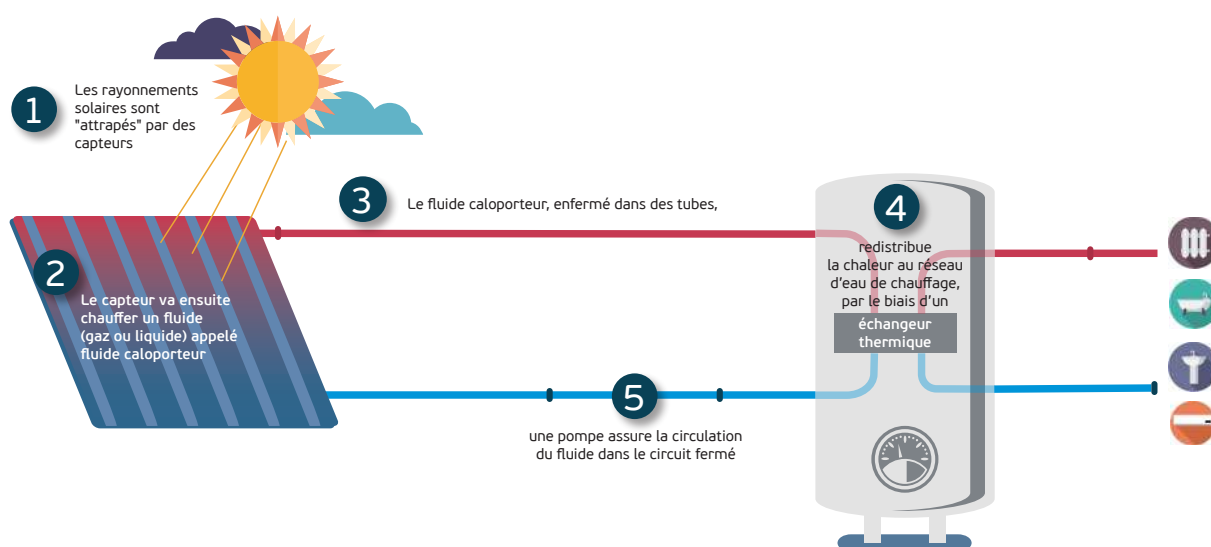 1
Les rayonnements
solaires sont
"attrapés" par des
capteurs
2
Le capteur va ensuite
chauffer un fluide
(gaz ou liquide) appelé
fluide caloporteur
3
Le fluide caloporteur, enfermé dans des tubes,
4
redistribue
la chaleur au réseau
d'eau de chauffage,
par le biais d'un
échangeur
thermique
5
une pompe assure la circulation
du fluide dans le circuit fermé